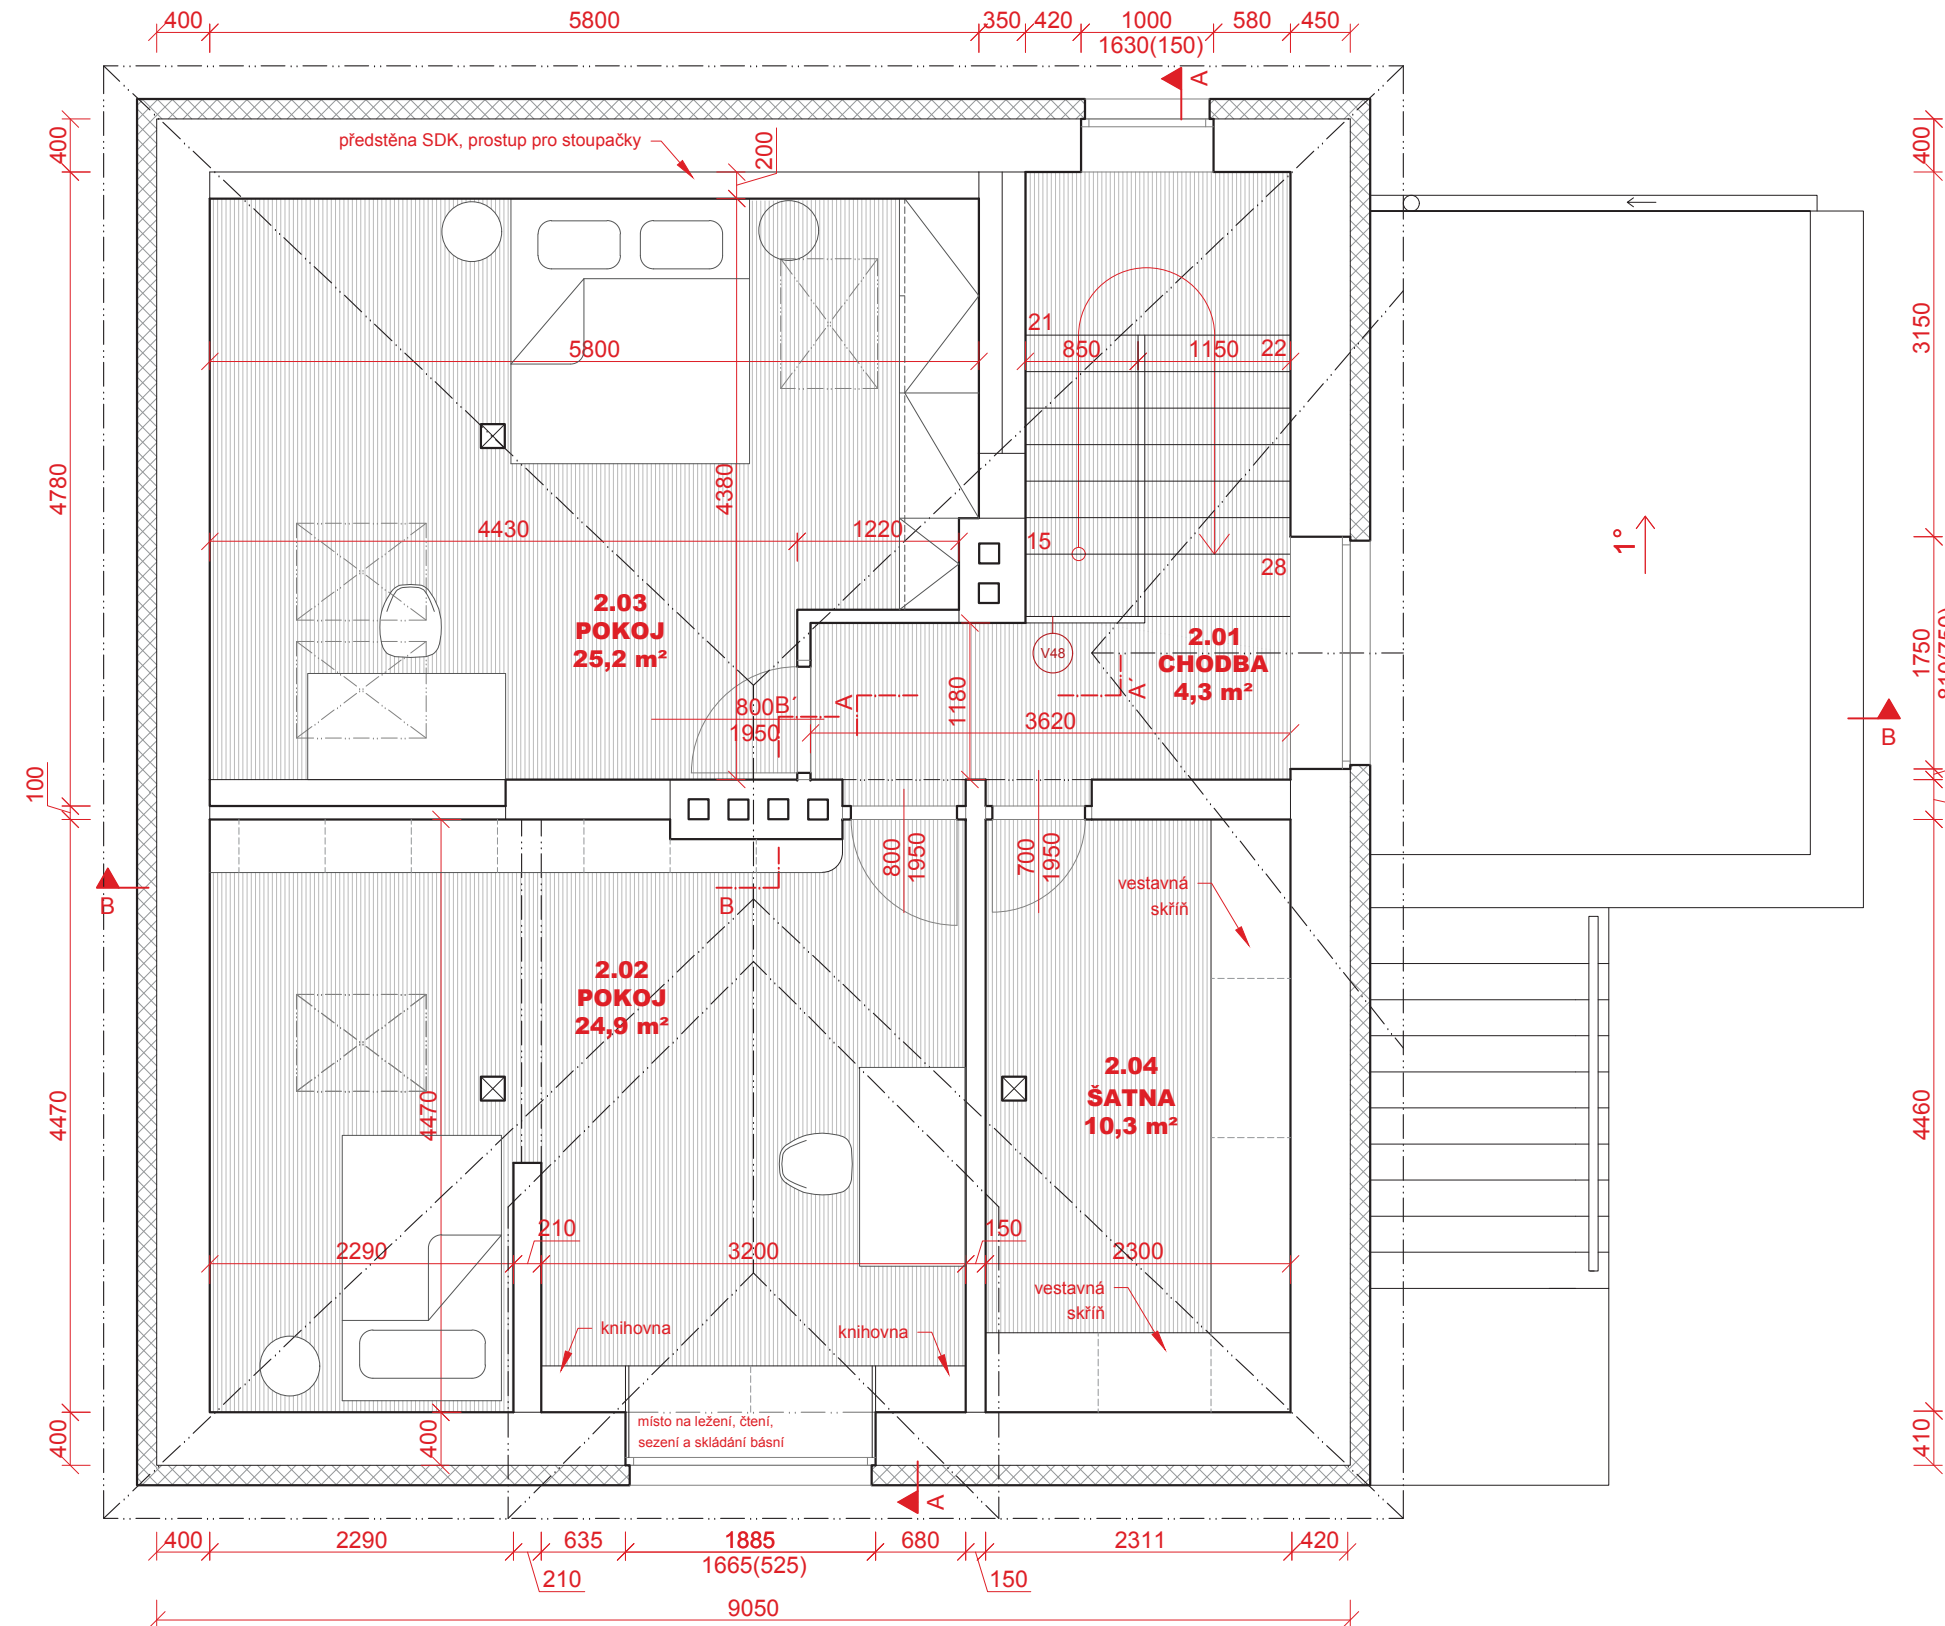 400
5800
350
420
1000
580
450
1630(150)
A
předstěna SDK, prostup pro stoupačky
200
400
400
21
5800
850
1150
22
3150
4780
4380
4430
1220
15
28
1°
2.03
POKOJ
25,2 m²
V48
2.01
CHODBA
4,3 m²
1750
800
1950
B´
A
1180
A´
3620
B
100
800
1950
700
1950
vestavná
skříň
B
B
2.02
POKOJ
24,9 m²
2.04
ŠATNA
10,3 m²
4470
4470
4460
210
150
2290
3200
2300
vestavná
skříň
knihovna
knihovna
místo na ležení, čtení,
sezení a skládání básní
400
400
410
A
400
2290
635
1885
680
2311
420
1665(525)
210
150
9050